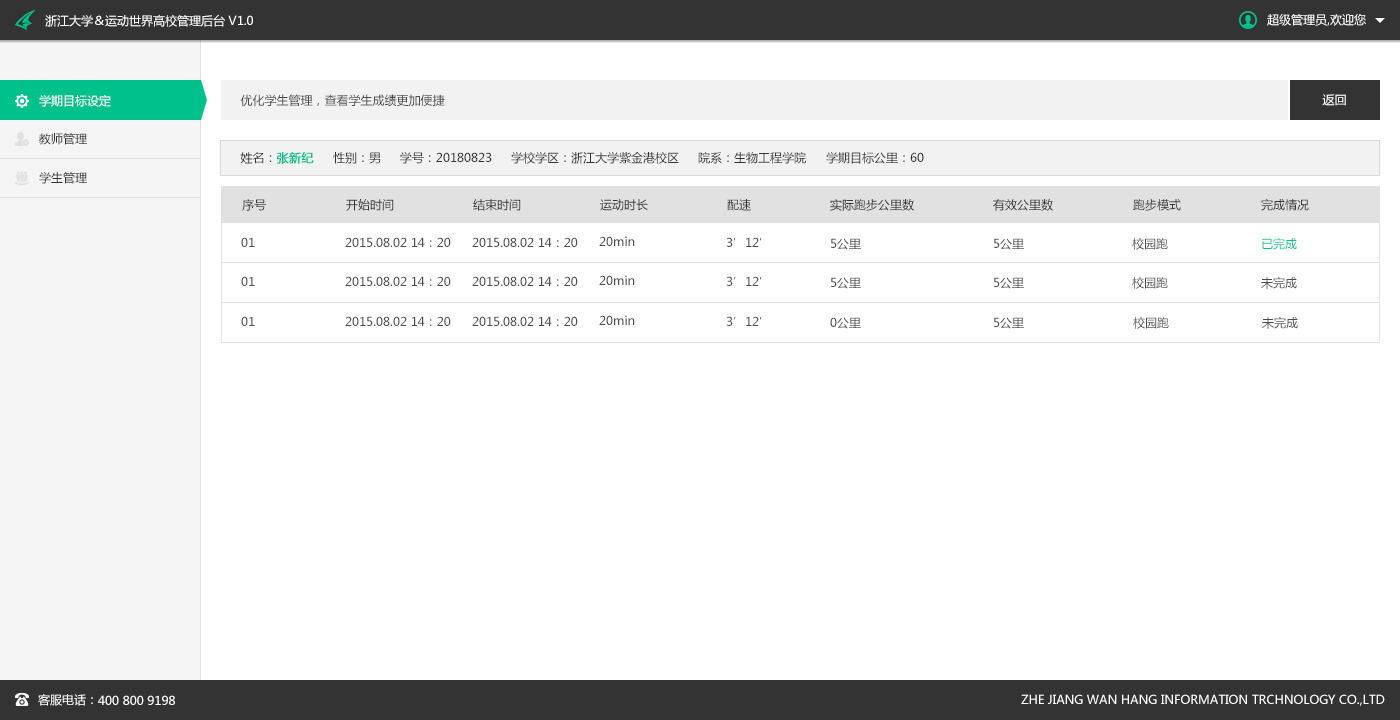 浙江大学&运动世界高校管理后台 V1.0
超级管理员,欢迎您
学期目标设定
教师管理
学生管理
优化学生管理，查看学生成绩更加便捷
返回
姓名：张新纪 性别：男 学号：20180823 学校学区：浙江大学紫金港校区 院系：生物工程学院 学期目标公里：60
序号 开始时间 结束时间 运动时长 配速 实际跑步公里数 有效公里数 跑步模式 完成情况
01 2015.08.02 14：20 2015.08.02 14：20 20min 3′ 12′ 5公里 5公里 校园跑 已完成
01 2015.08.02 14：20 2015.08.02 14：20 20min 3′ 12′ 5公里 5公里 校园跑 未完成
01 2015.08.02 14：20 2015.08.02 14：20 20min 3′ 12′ 0公里 5公里 校园跑 未完成
客服电话：400 800 9198
ZHE JIANG WAN HANG INFORMATION TRCHNOLOGY CO.,LTD